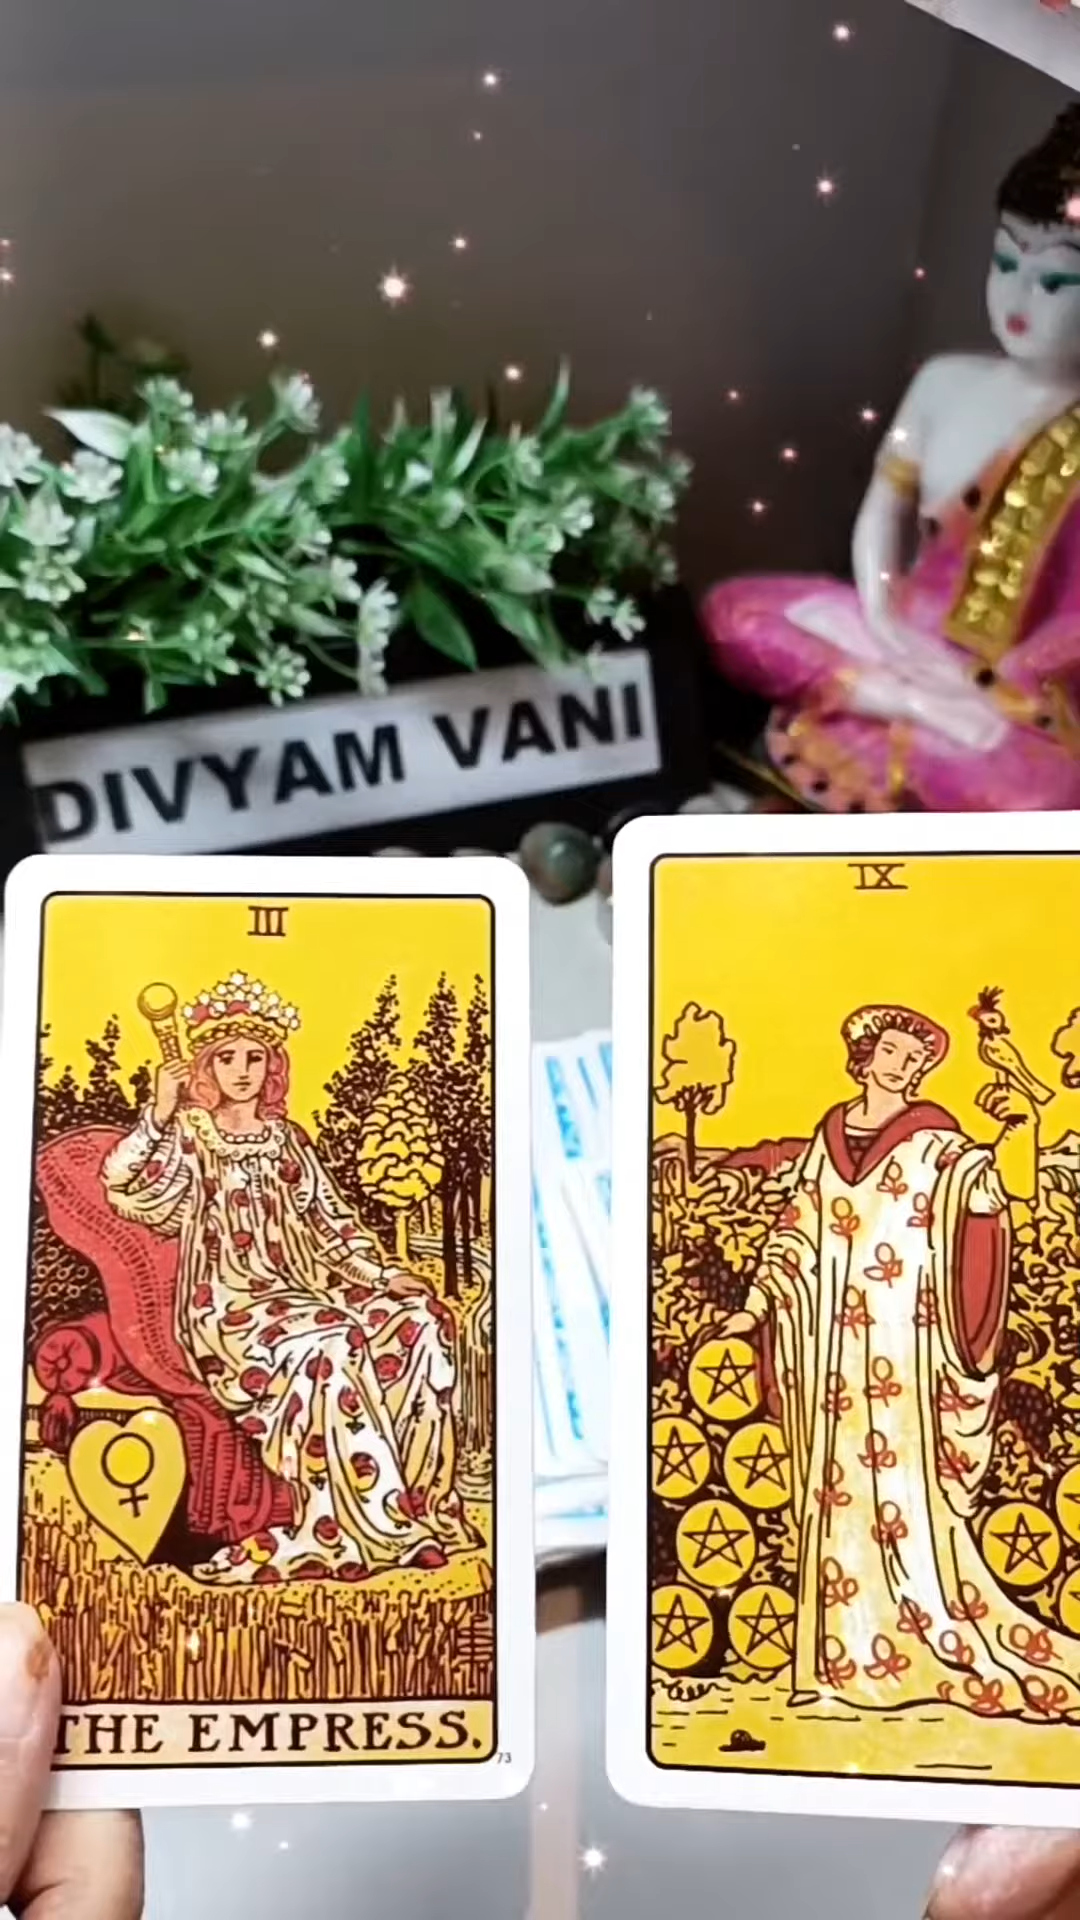 DIVYAM VANI
III
IX
THE EMPRESS.
73